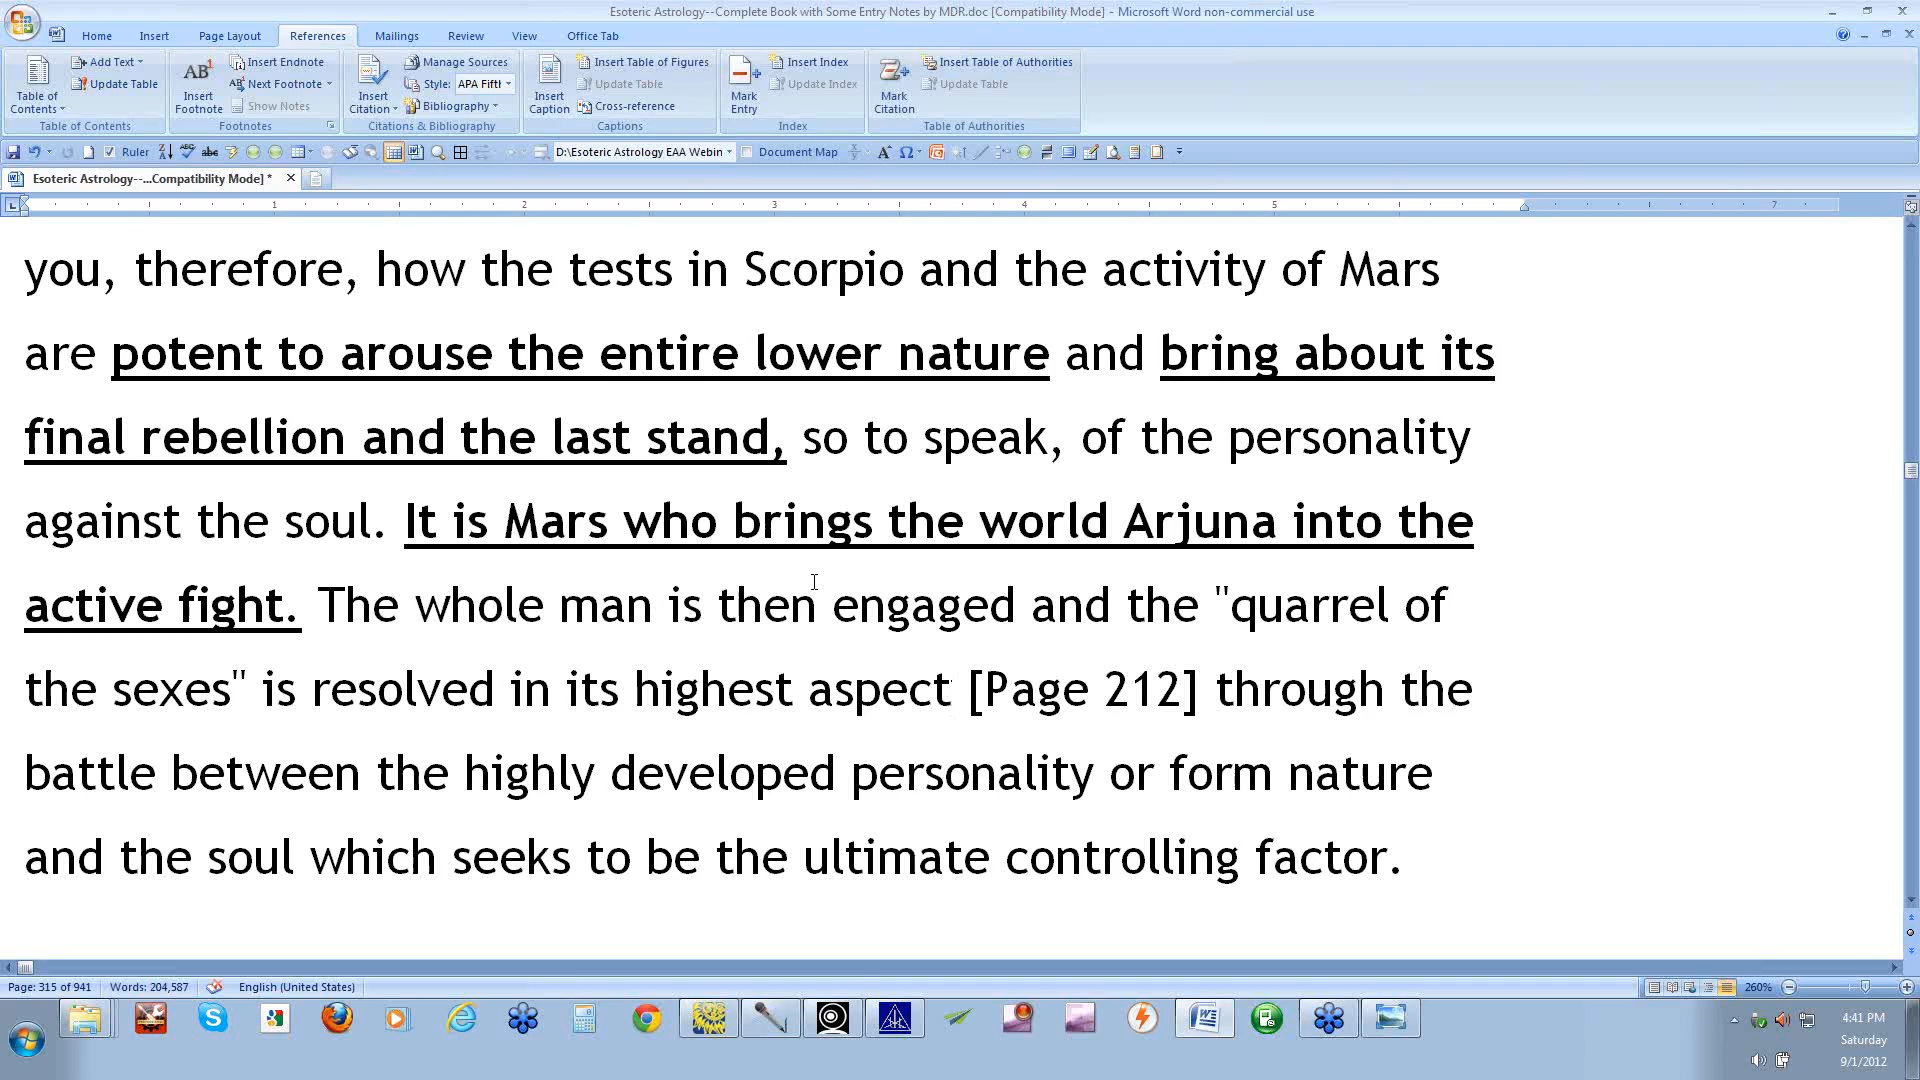 Esoteric Astrology--Complete Book with Some Entry Notes by MDR.doc [Compatibility Mode] - Microsoft Word non-commercial use
Home Insert Page Layout References Mailings Review View Office Tab
Table of Contents
Add Text
Update Table
Table of Contents
AB¹ Insert Footnote
Insert Endnote
Next Footnote
Show Notes
Footnotes
Insert Citation
Manage Sources
Style: APA Fift
Bibliography
Citations & Bibliography
Insert Caption
Insert Table of Figures
Update Table
Cross-reference
Captions
Mark Entry
Insert Index
Update Index
Index
Mark Citation
Insert Table of Authorities
Update Table
Table of Authorities
Ruler D:\Esoteric Astrology EAA Webin Document Map
Esoteric Astrology--...Compatibility Mode] *
1 2 3 4 5 7
you, therefore, how the tests in Scorpio and the activity of Mars
are potent to arouse the entire lower nature and bring about its
final rebellion and the last stand, so to speak, of the personality
against the soul. It is Mars who brings the world Arjuna into the
active fight. The whole man is then engaged and the "quarrel of
the sexes" is resolved in its highest aspect [Page 212] through the
battle between the highly developed personality or form nature
and the soul which seeks to be the ultimate controlling factor.
Page: 315 of 941 Words: 204,587 English (United States) 260%
4:41 PM
Saturday
9/1/2012